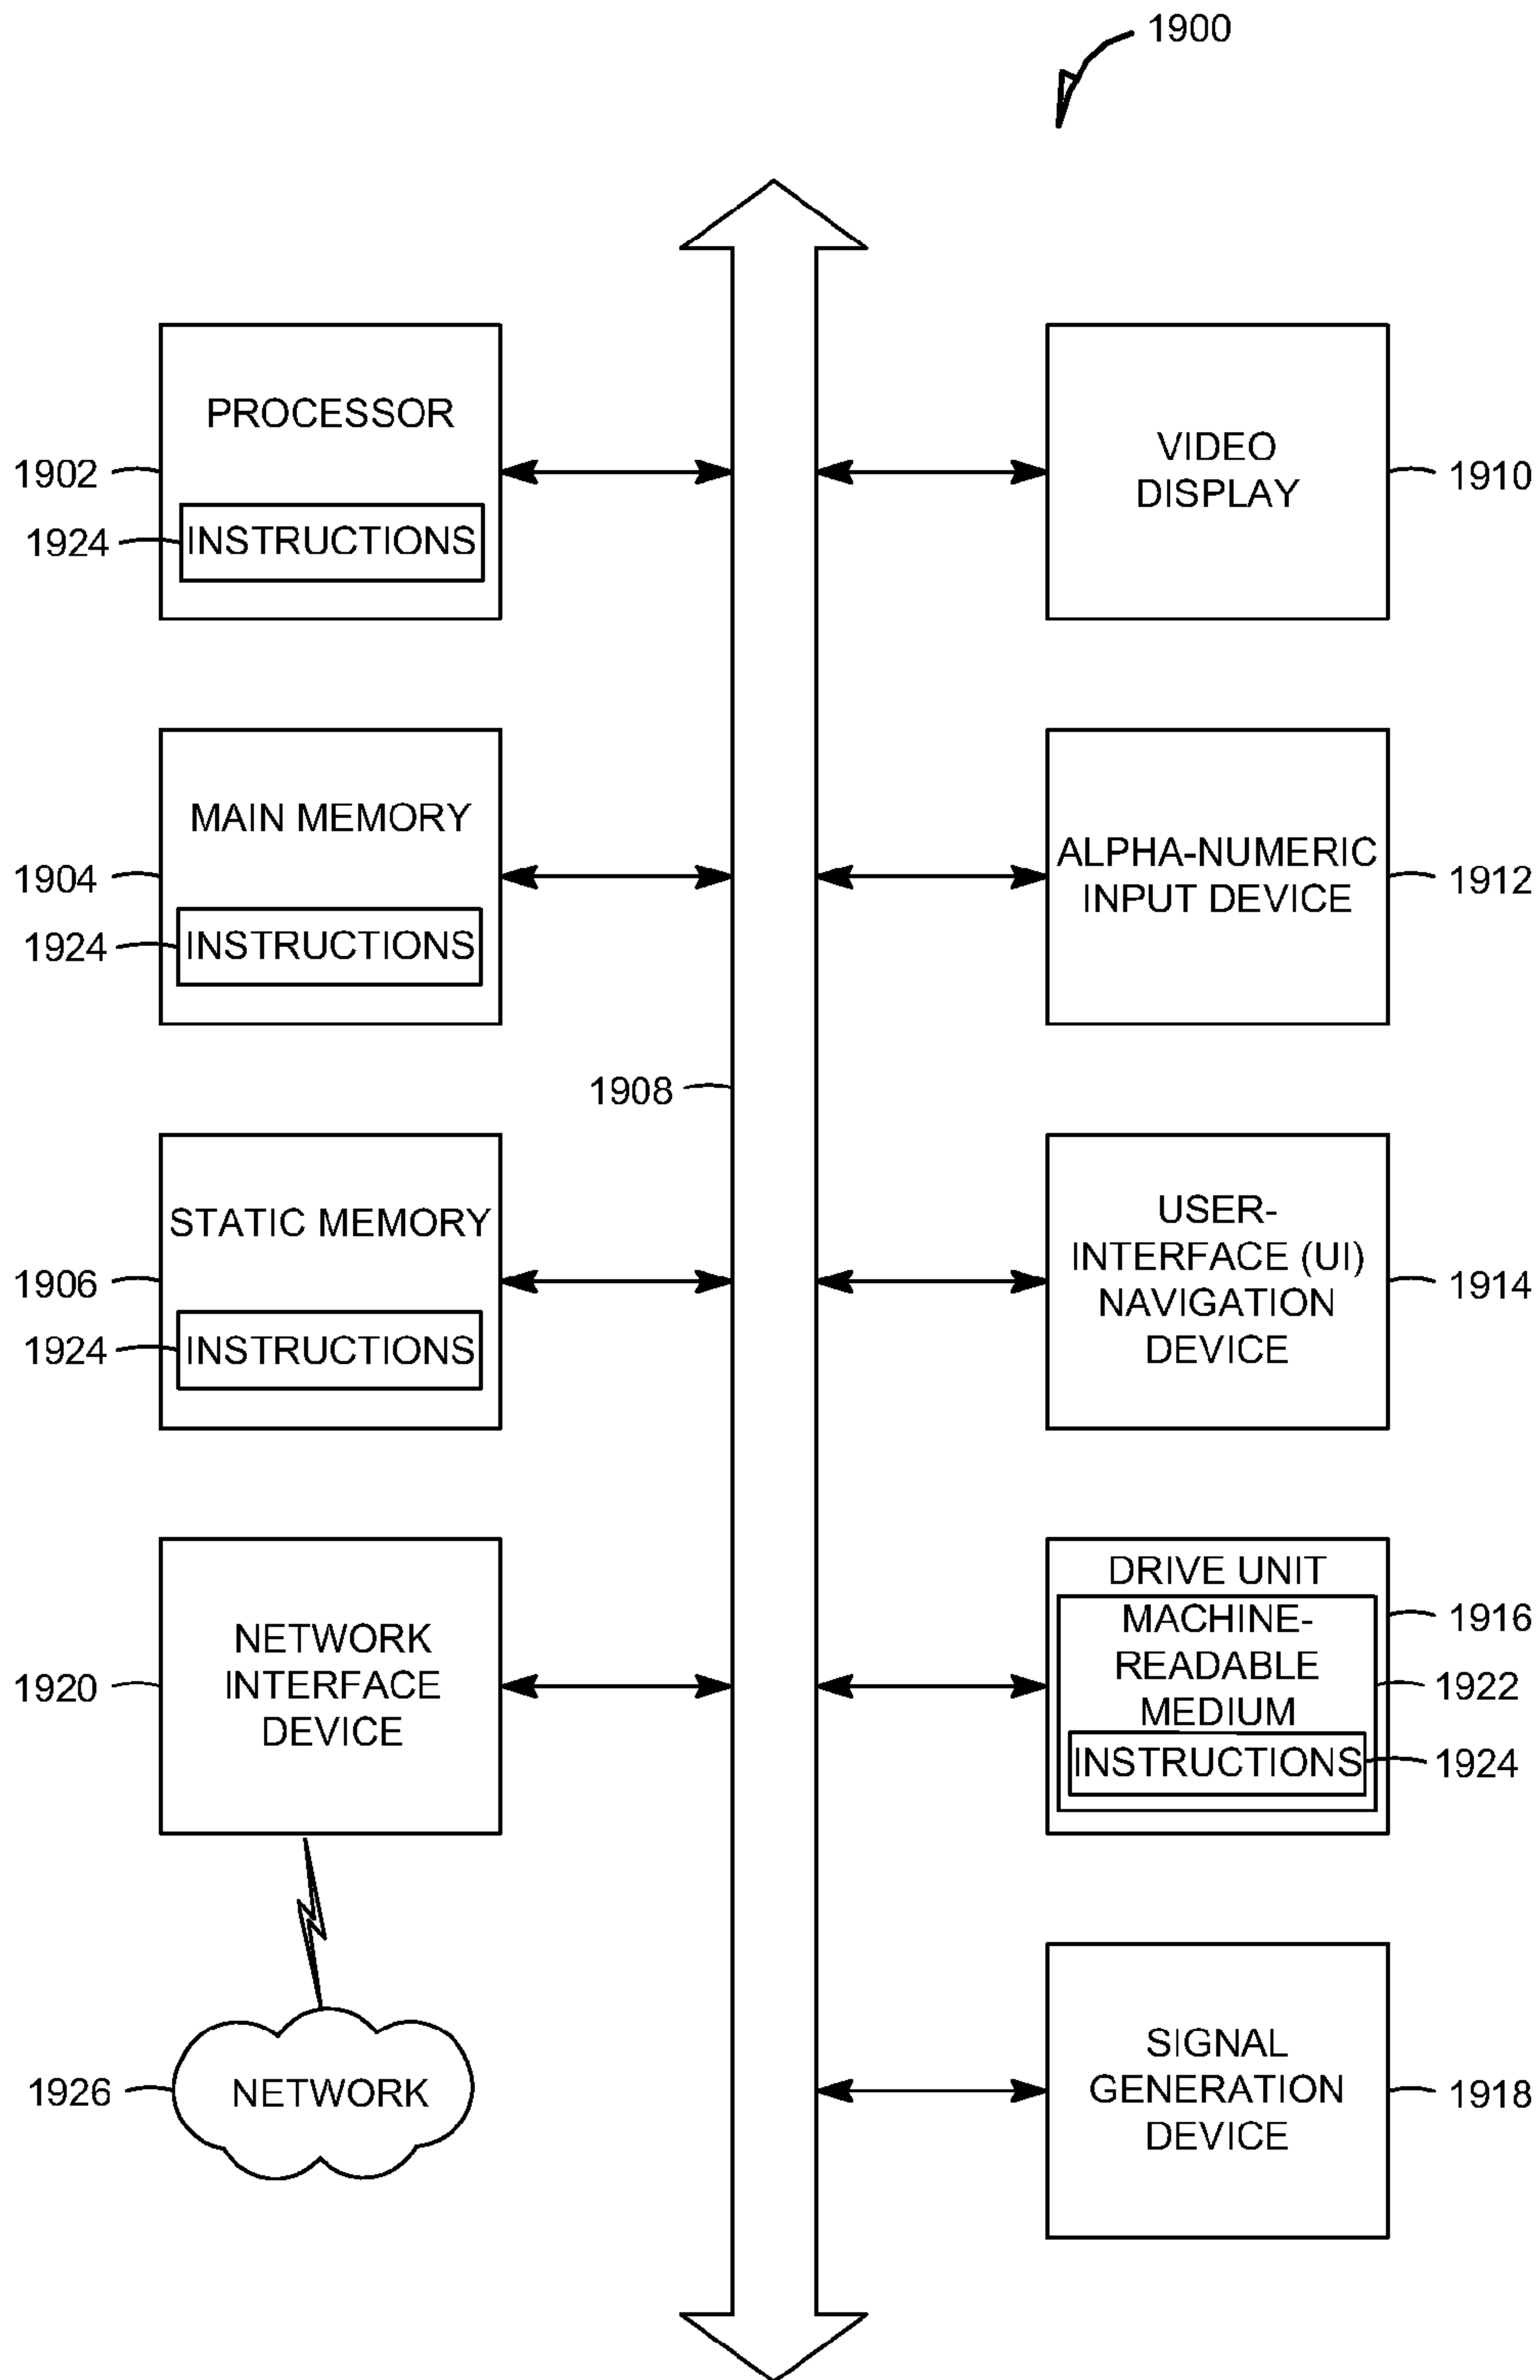 1900
PROCESSOR
1902
1924
INSTRUCTIONS
VIDEO
DISPLAY
1910
MAIN MEMORY
1904
1924
INSTRUCTIONS
ALPHA-NUMERIC
INPUT DEVICE
1912
1908
STATIC MEMORY
1906
1924
INSTRUCTIONS
USER-
INTERFACE (UI)
NAVIGATION
DEVICE
1914
NETWORK
INTERFACE
DEVICE
1920
DRIVE UNIT
1916
MACHINE-
READABLE
MEDIUM
1922
INSTRUCTIONS
1924
1926
NETWORK
SIGNAL
GENERATION
DEVICE
1918